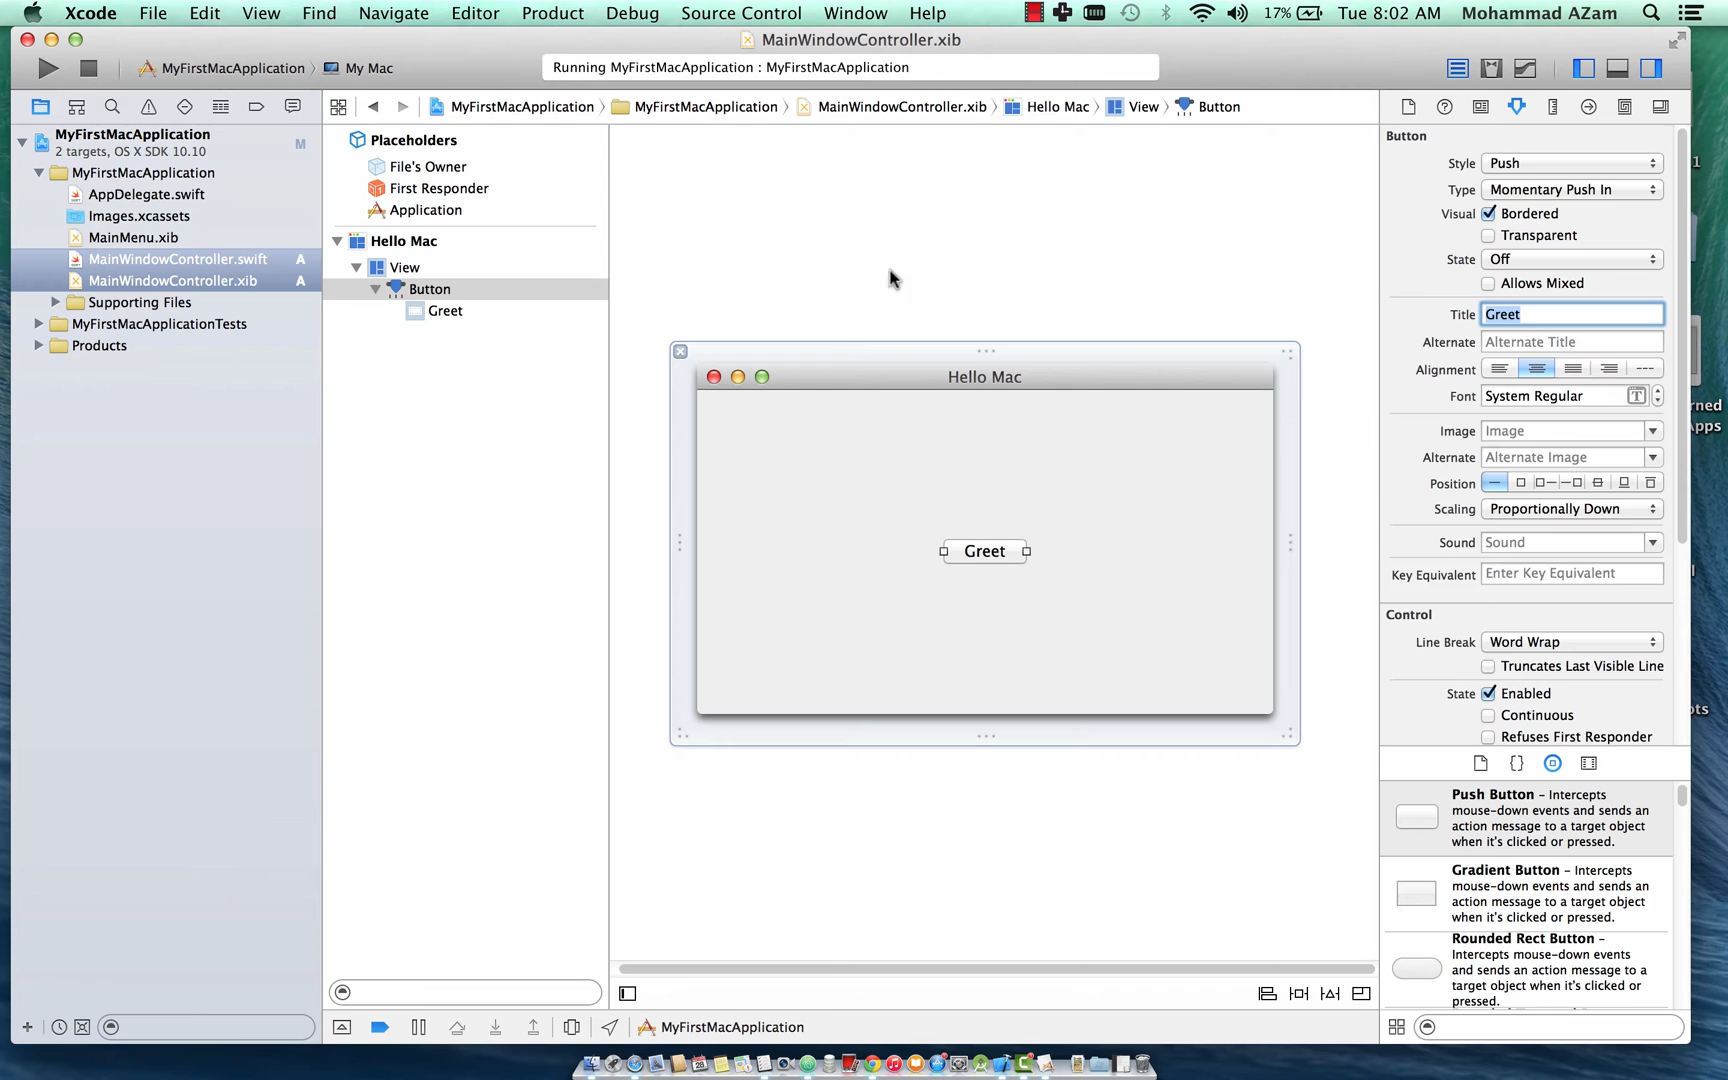 Xcode File Edit View Find Navigate Editor Product Debug Source Control Window Help 17% Tue 8:02 AM Mohammad AZam
MainWindowController.xib
MyFirstMacApplication My Mac
Running MyFirstMacApplication : MyFirstMacApplication
MyFirstMacApplication MyFirstMacApplication MainWindowController.xib Hello Mac View Button
MyFirstMacApplication
2 targets, OS X SDK 10.10
M
MyFirstMacApplication
AppDelegate.swift
Images.xcassets
MainMenu.xib
MainWindowController.swift A
MainWindowController.xib A
Supporting Files
MyFirstMacApplicationTests
Products
Placeholders
File's Owner
First Responder
Application
Hello Mac
View
Button
Greet
Hello Mac
Greet
Button
Style Push
Type Momentary Push In
Visual Bordered
Transparent
State Off
Allows Mixed
Title Greet
Alternate Alternate Title
Alignment
Font System Regular T
Image Image
Alternate Alternate Image
Position
Scaling Proportionally Down
Sound Sound
Key Equivalent Enter Key Equivalent
Control
Line Break Word Wrap
Truncates Last Visible Line
State Enabled
Continuous
Refuses First Responder
Push Button – Intercepts
mouse-down events and sends an
action message to a target object
when it's clicked or pressed.
Gradient Button – Intercepts
mouse-down events and sends an
action message to a target object
when it's clicked or pressed.
Rounded Rect Button –
Intercepts mouse-down events
and sends an action message to a
target object when it's clicked or
pressed.
MyFirstMacApplication